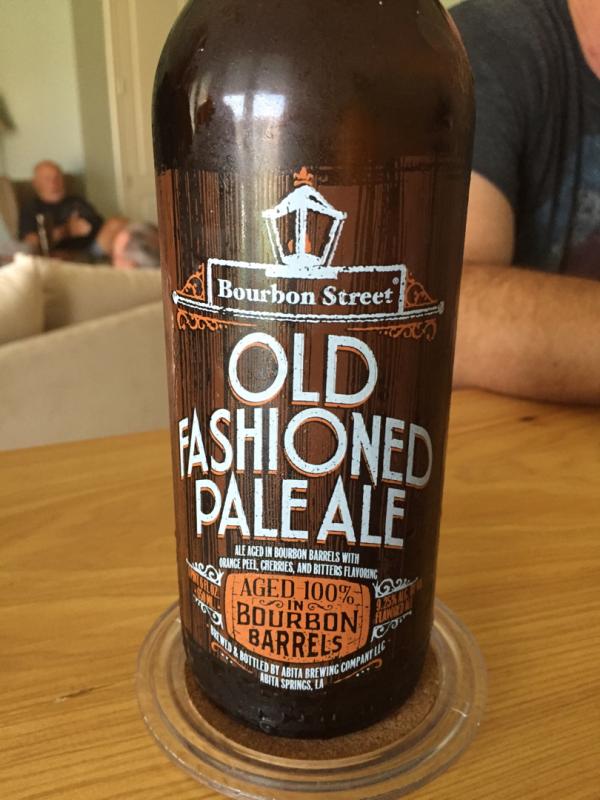 Bourbon Street®
OLD
FASHIONED
PALE ALE
ALE AGED IN BOURBON BARRELS WITH
ORANGE PEEL, CHERRIES, AND BITTERS FLAVORING
AGED 100%
IN
BOURBON
BARRELS
BREWED & BOTTLED BY ABITA BREWING COMPANY LLC
ABITA SPRINGS, LA